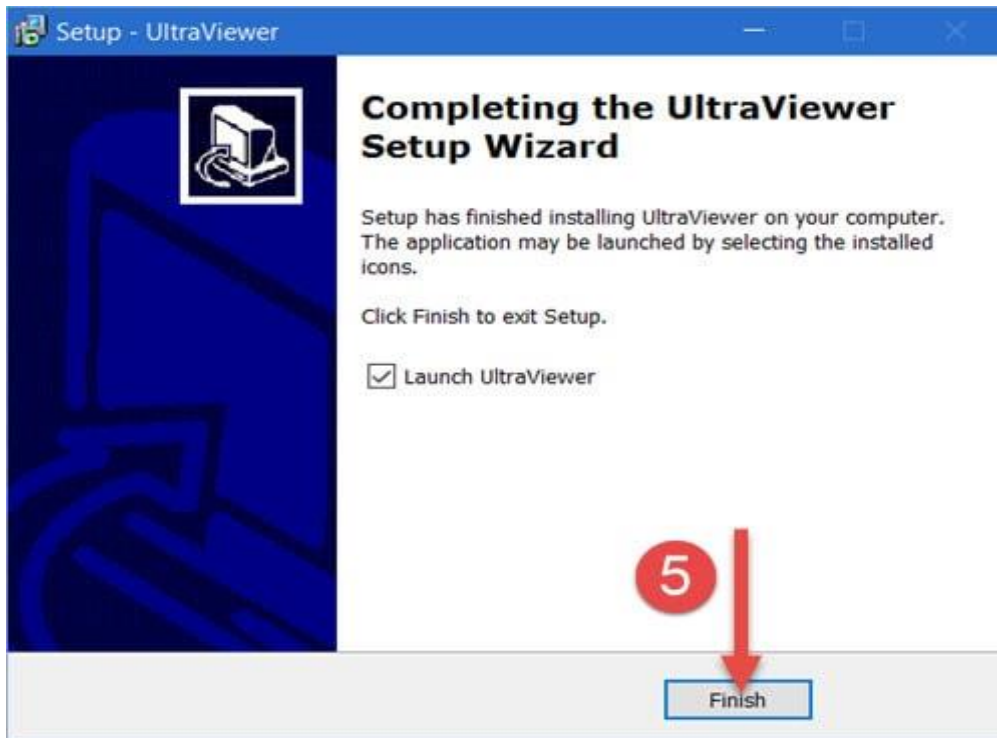 Setup - UltraViewer
Completing the UltraViewer
Setup Wizard
Setup has finished installing UltraViewer on your computer.
The application may be launched by selecting the installed
icons.
Click Finish to exit Setup.
Launch UltraViewer
5
Finish